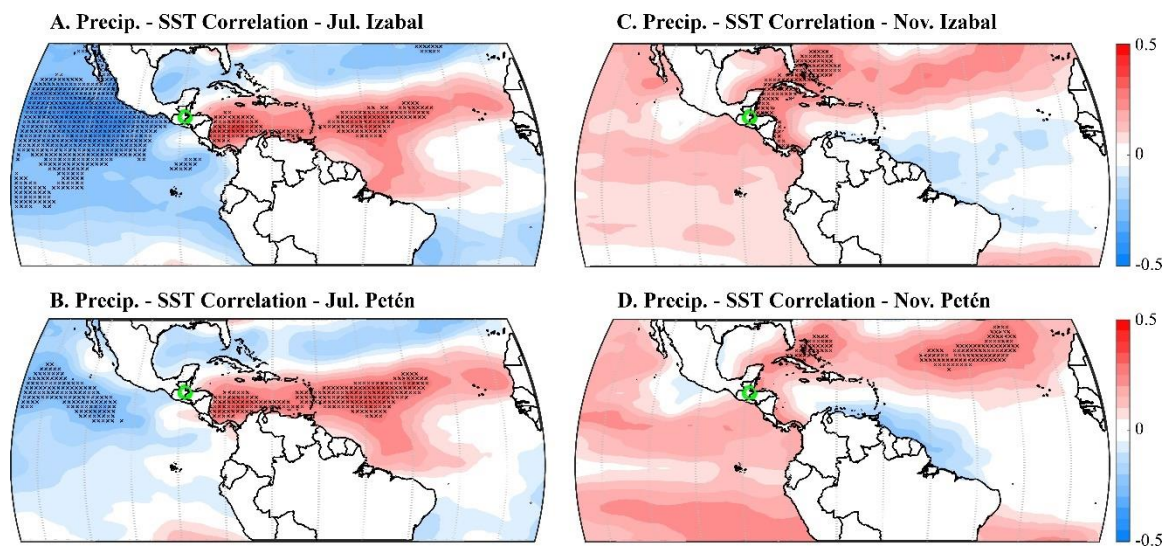 A. Precip. - SST Correlation - Jul. Izabal
C. Precip. - SST Correlation - Nov. Izabal
0.5
0
-0.5
B. Precip. - SST Correlation - Jul. Petén
D. Precip. - SST Correlation - Nov. Petén
0.5
0
-0.5